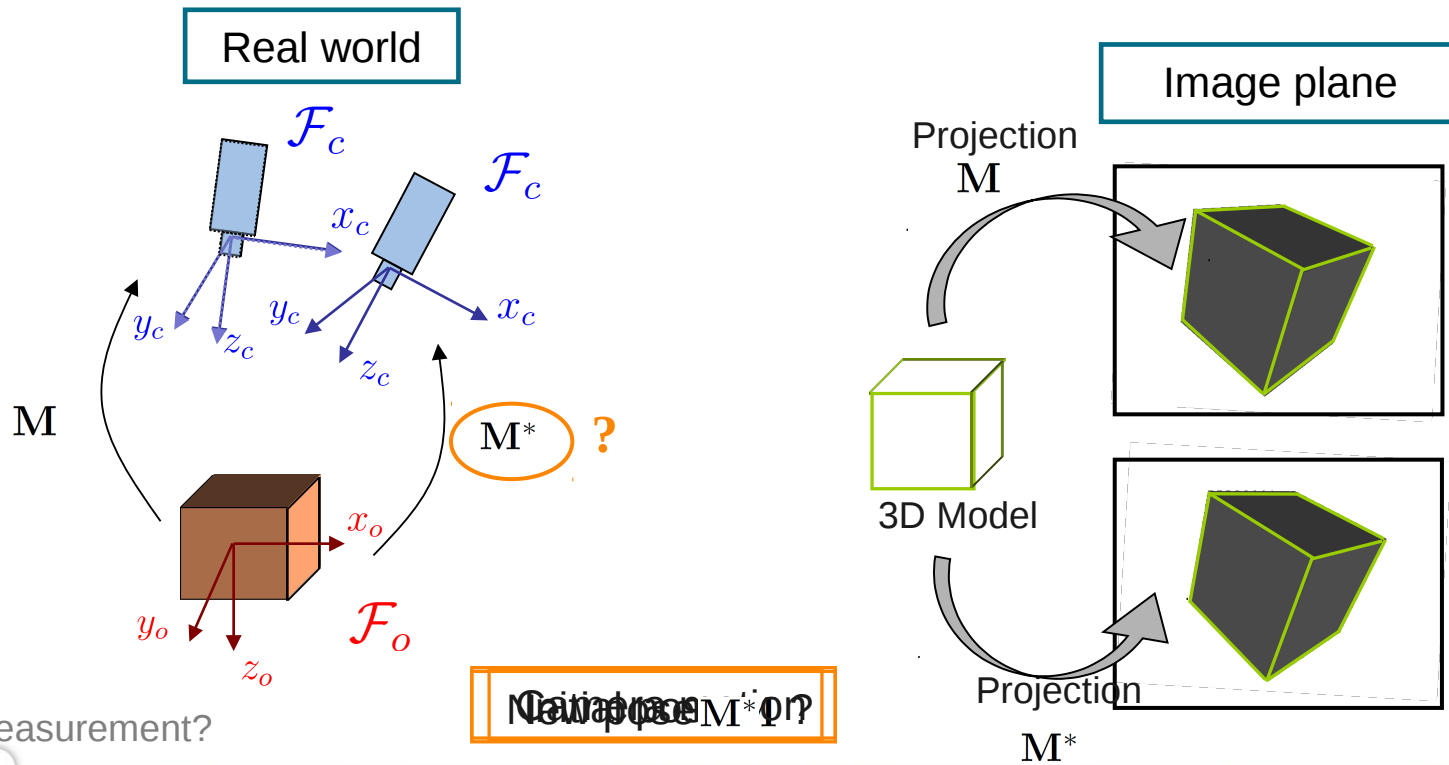 Real world
Image plane
Projection
M
ℱc
ℱc
xc
yc
zc
xc
yc
zc
M
M* ?
3D Model
xo
yo
zo
ℱo
M* ?
Projection
M*
easurement?